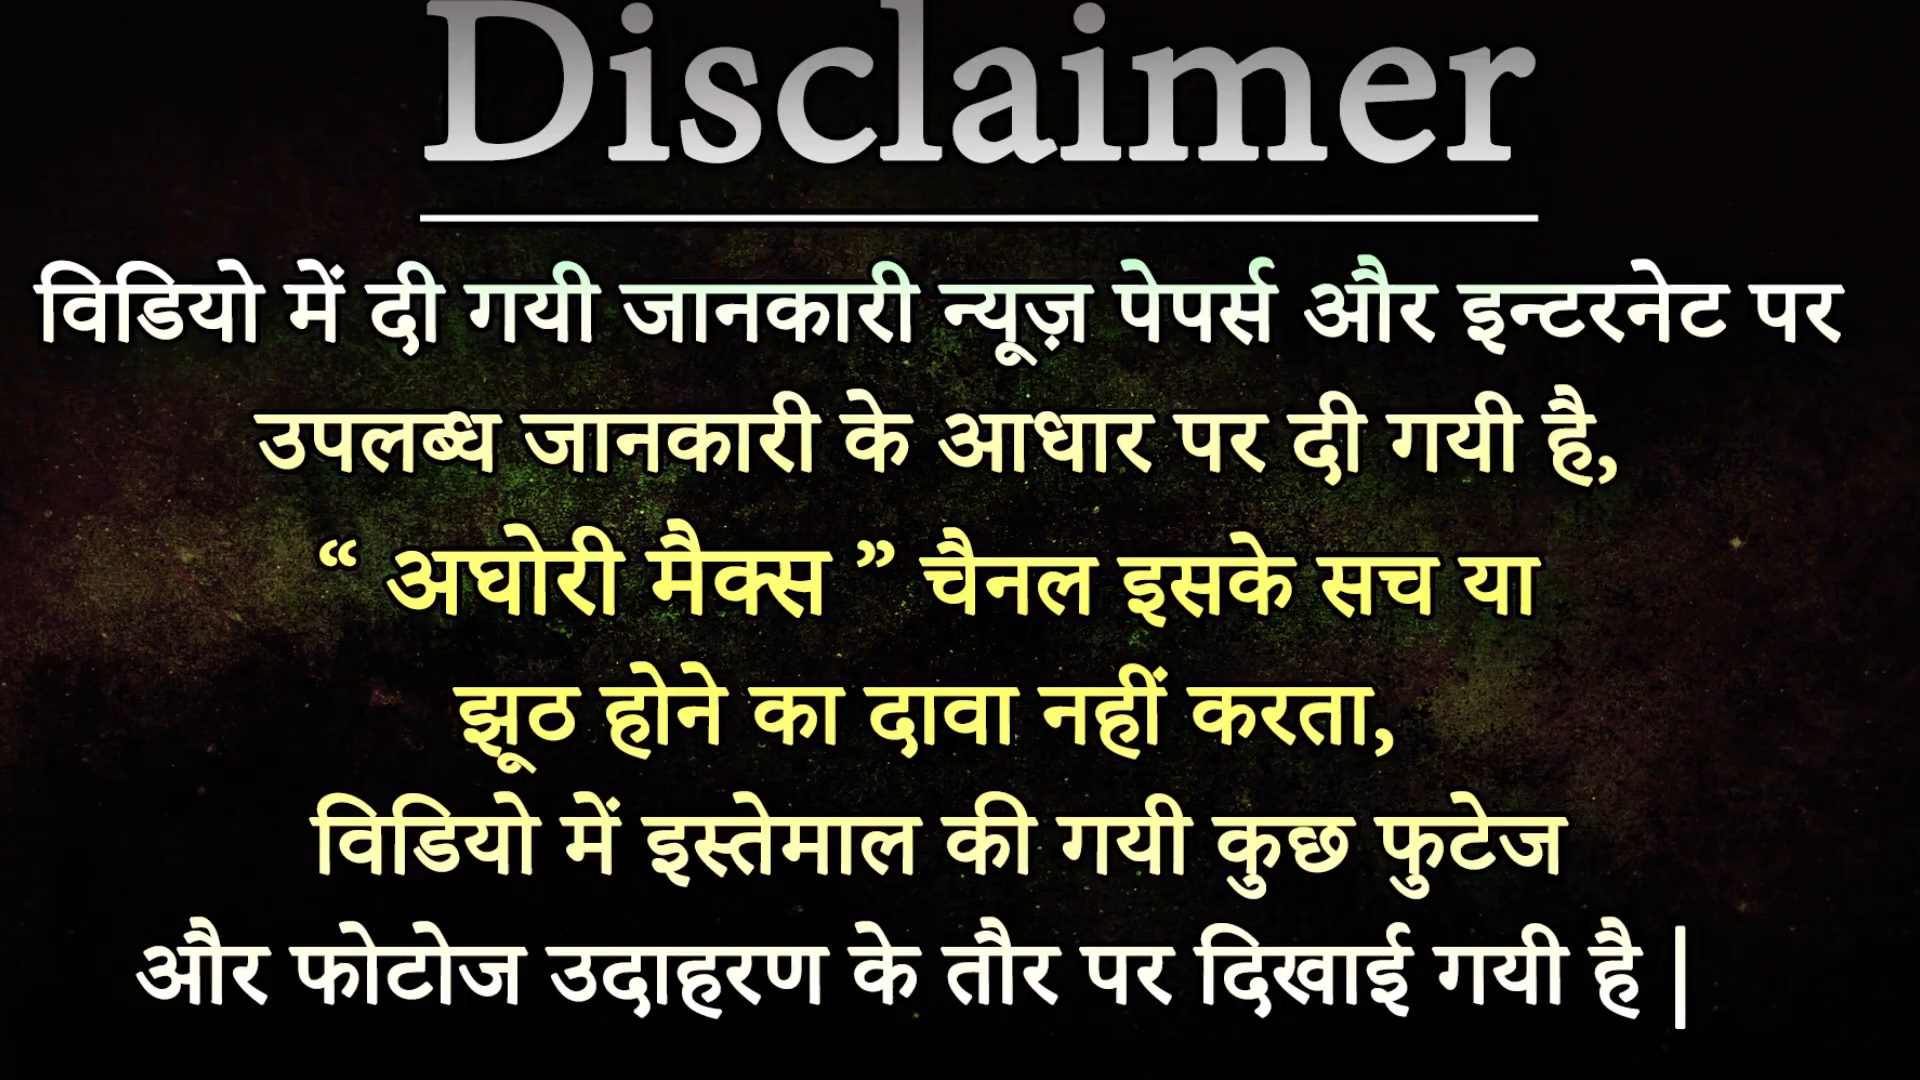 Disclaimer
विडियो में दी गयी जानकारी न्यूज़ पेपर्स और इन्टरनेट पर
उपलब्ध जानकारी के आधार पर दी गयी है,
“ अघोरी मैक्स ” चैनल इसके सच या
झूठ होने का दावा नहीं करता,
विडियो में इस्तेमाल की गयी कुछ फुटेज
और फोटोज उदाहरण के तौर पर दिखाई गयी है |